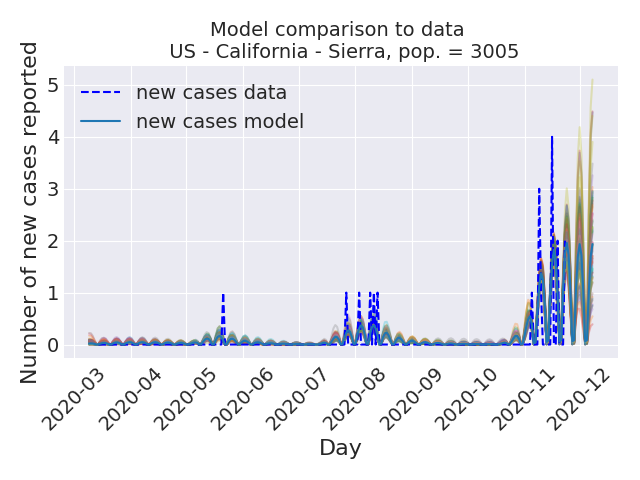 Model comparison to data
US - California - Sierra, pop. = 3005
Number of new cases reported
5
4
3
2
1
0
new cases data
new cases model
2020-03
2020-04
2020-05
2020-06
2020-07
2020-08
2020-09
2020-10
2020-11
2020-12
Day